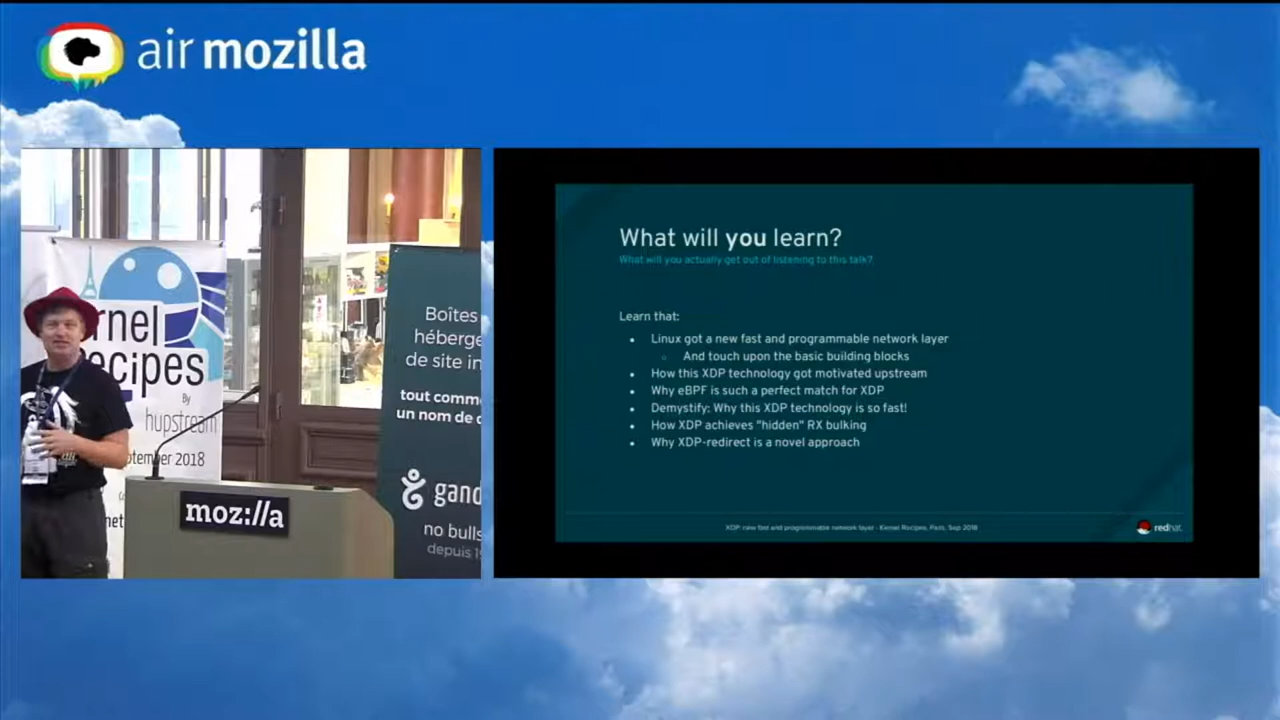 air mozilla
rnel
ecipes
By
hupstream
ptember 2018
moz://a
Boîtes
héberge
de site in
tout comm
un nom de d
gand
no bulls
depuis 19
What will you learn?
What will you actually get out of listening to this talk?
Learn that:
Linux got a new fast and programmable network layer
And touch upon the basic building blocks
How this XDP technology got motivated upstream
Why eBPF is such a perfect match for XDP
Demystify: Why this XDP technology is so fast!
How XDP achieves "hidden" RX bulking
Why XDP-redirect is a novel approach
XDP: new fast and programmable network layer - Kernel Recipes, Paris, Sep 2018
redhat.